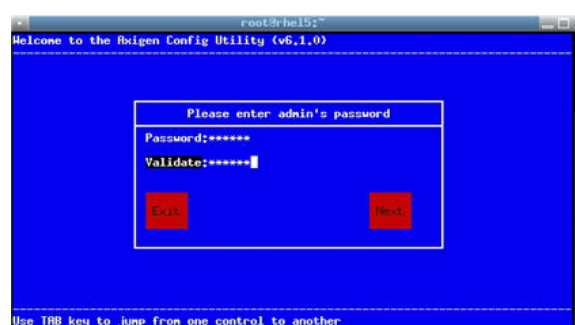 root@rhel5:~
Welcome to the Axigen Config Utility (v6.1.0)
Please enter admin's password
Password:******
Validate:******
Exit
Next
Use TAB key to jump from one control to another